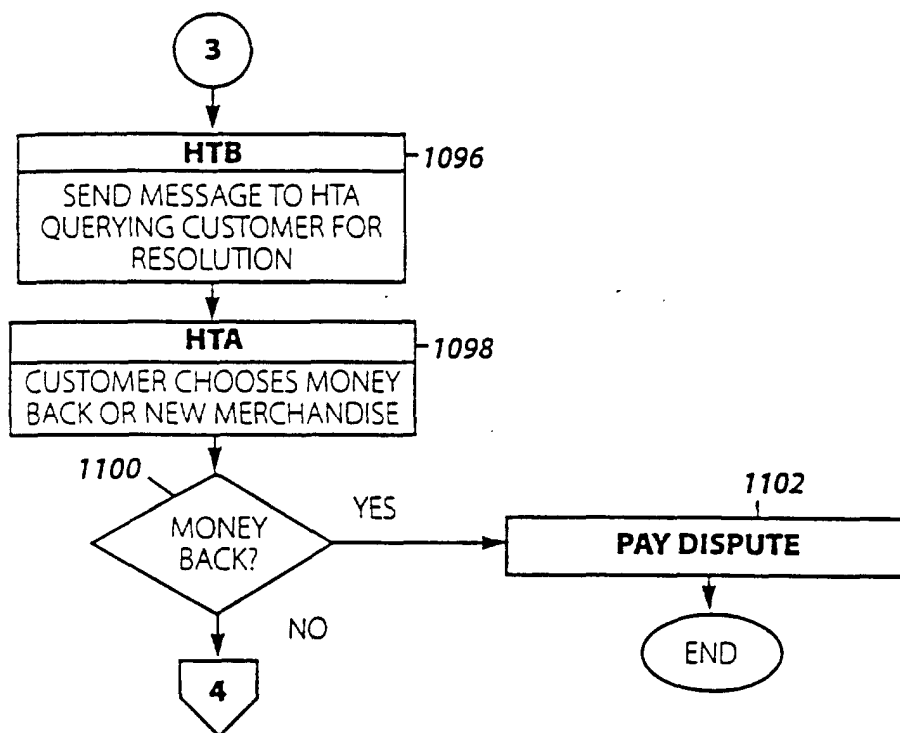 3
HTB
1096
SEND MESSAGE TO HTA
QUERYING CUSTOMER FOR
RESOLUTION
HTA
1098
CUSTOMER CHOOSES MONEY
BACK OR NEW MERCHANDISE
1100
MONEY
BACK?
YES
1102
PAY DISPUTE
NO
END
4